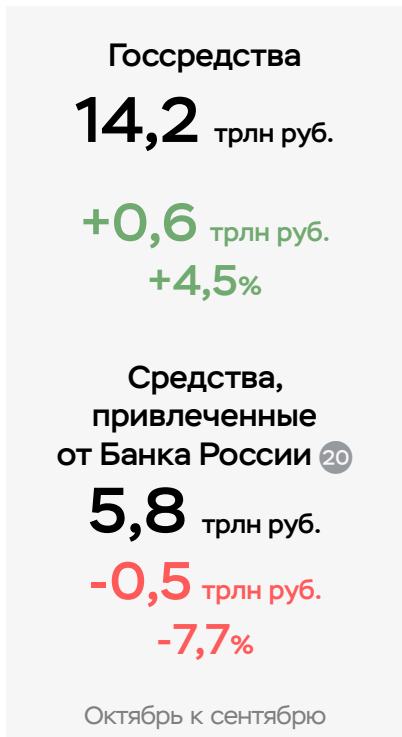 Госсредства
14,2 трлн руб.
+0,6 трлн руб.
+4,5%
Средства,
привлеченные
от Банка России 20
5,8 трлн руб.
-0,5 трлн руб.
-7,7%
Октябрь к сентябрю